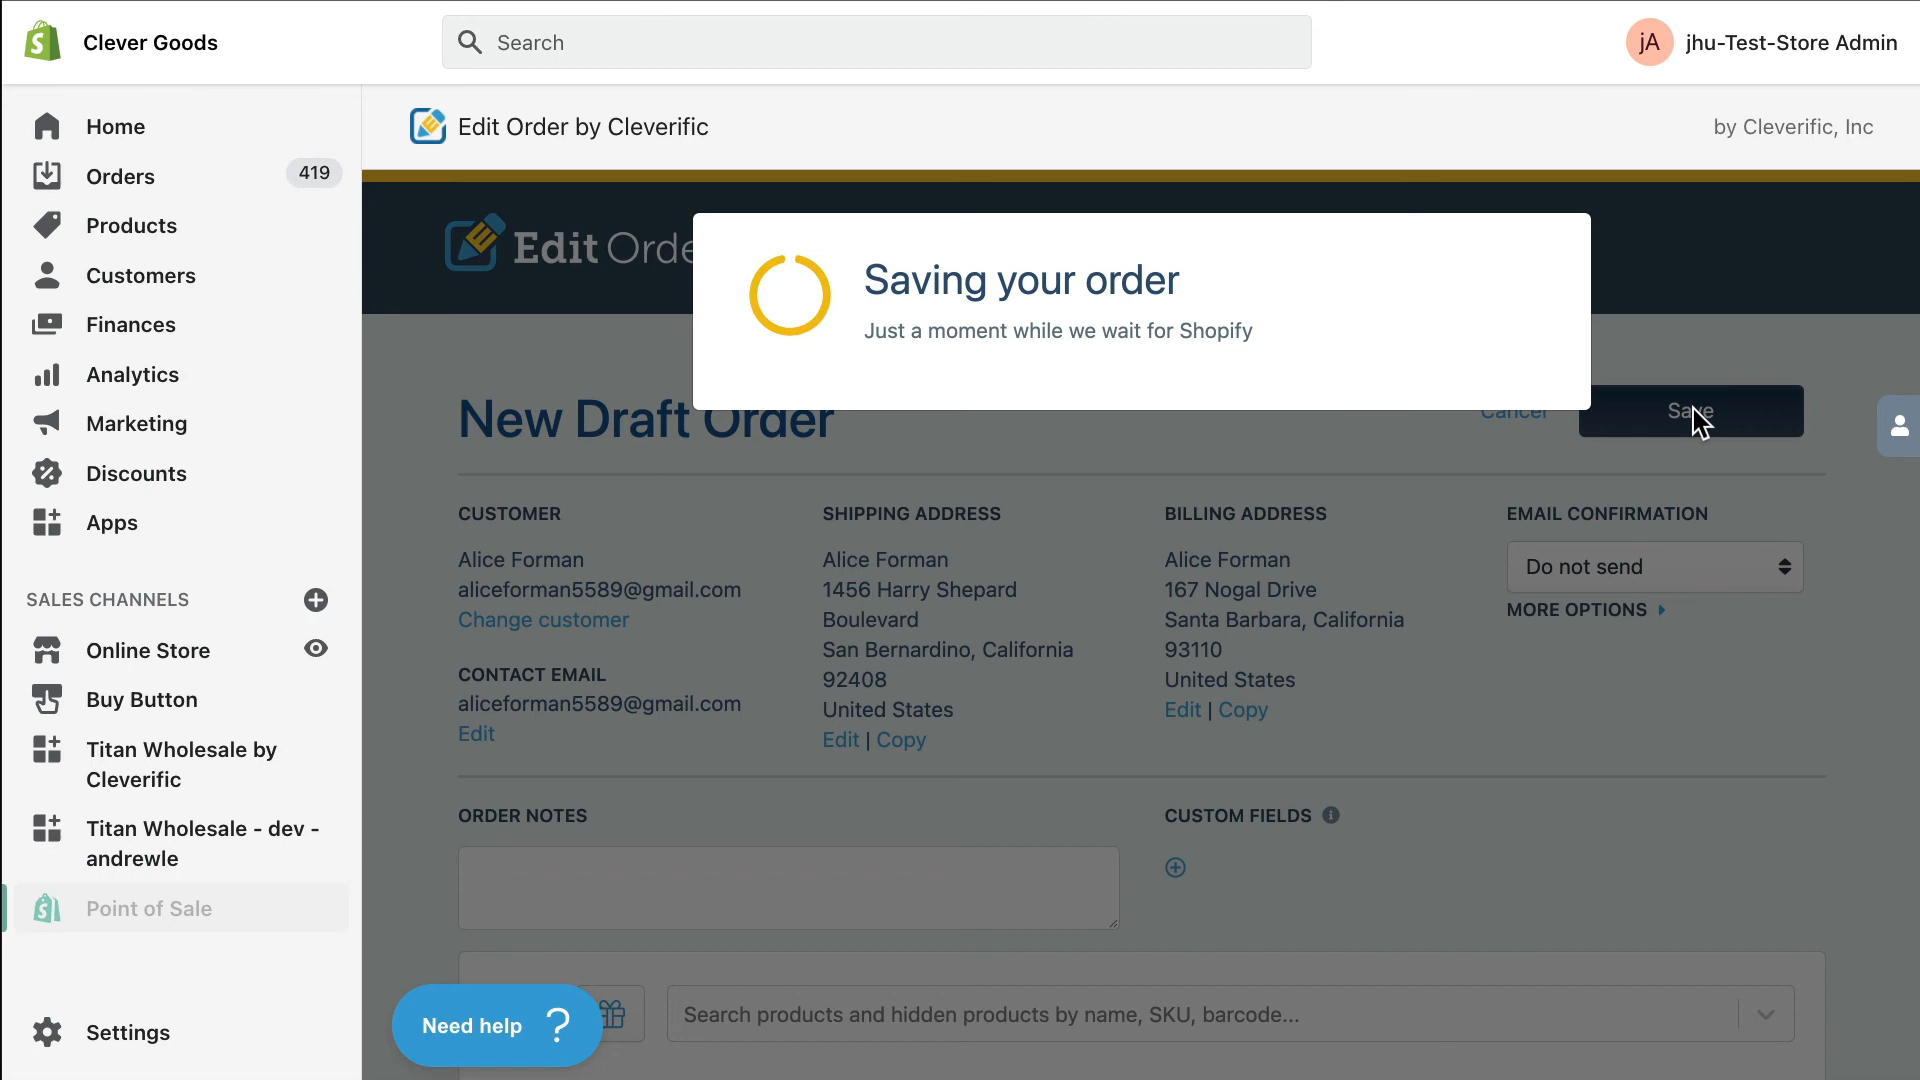 Clever Goods
Search
jA
jhu-Test-Store Admin
Home
Orders
419
Products
Customers
Finances
Analytics
Marketing
Discounts
Apps
SALES CHANNELS
Online Store
Buy Button
Titan Wholesale by
Cleverific
Titan Wholesale - dev -
andrewle
Point of Sale
Settings
Edit Order by Cleverific
by Cleverific, Inc
Edit Orde
Saving your order
Just a moment while we wait for Shopify
New Draft Order
Cancel
Save
CUSTOMER
Alice Forman
aliceforman5589@gmail.com
Change customer
CONTACT EMAIL
aliceforman5589@gmail.com
Edit
SHIPPING ADDRESS
Alice Forman
1456 Harry Shepard
Boulevard
San Bernardino, California
92408
United States
Edit | Copy
BILLING ADDRESS
Alice Forman
167 Nogal Drive
Santa Barbara, California
93110
United States
Edit | Copy
EMAIL CONFIRMATION
Do not send
MORE OPTIONS
ORDER NOTES
CUSTOM FIELDS
Need help ?
Search products and hidden products by name, SKU, barcode...